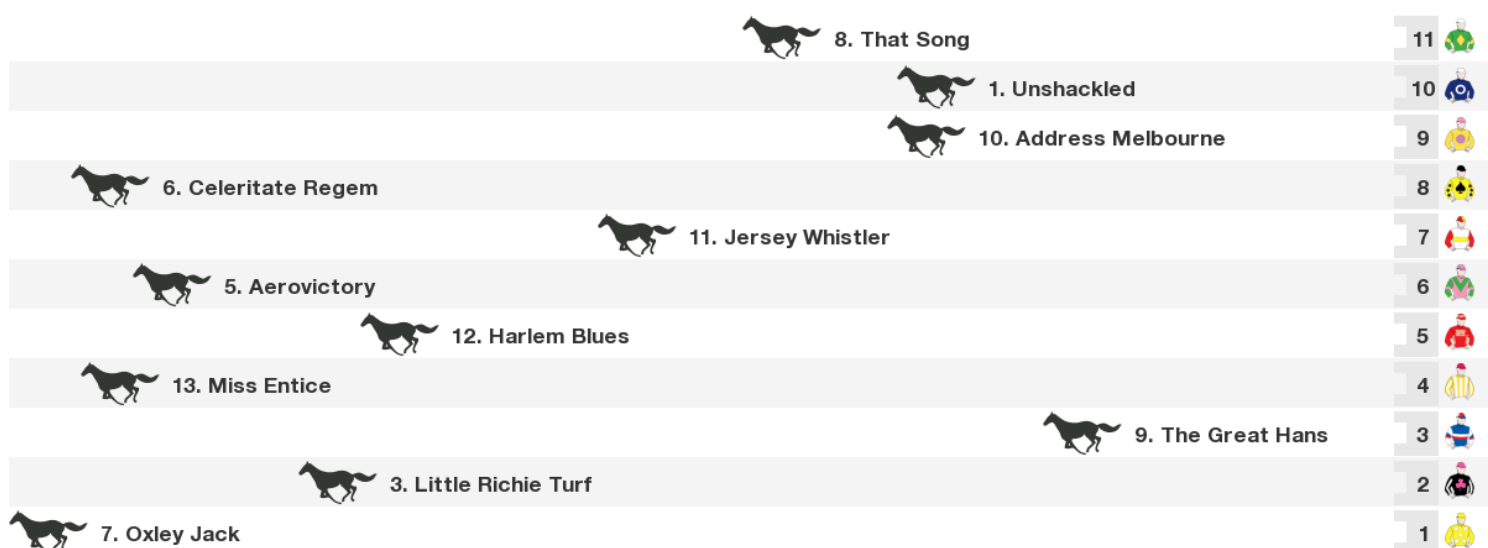 8. That Song 11
1. Unshackled 10
10. Address Melbourne 9
6. Celeritate Regem 8
11. Jersey Whistler 7
5. Aerovictory 6
12. Harlem Blues 5
13. Miss Entice 4
9. The Great Hans 3
3. Little Richie Turf 2
7. Oxley Jack 1